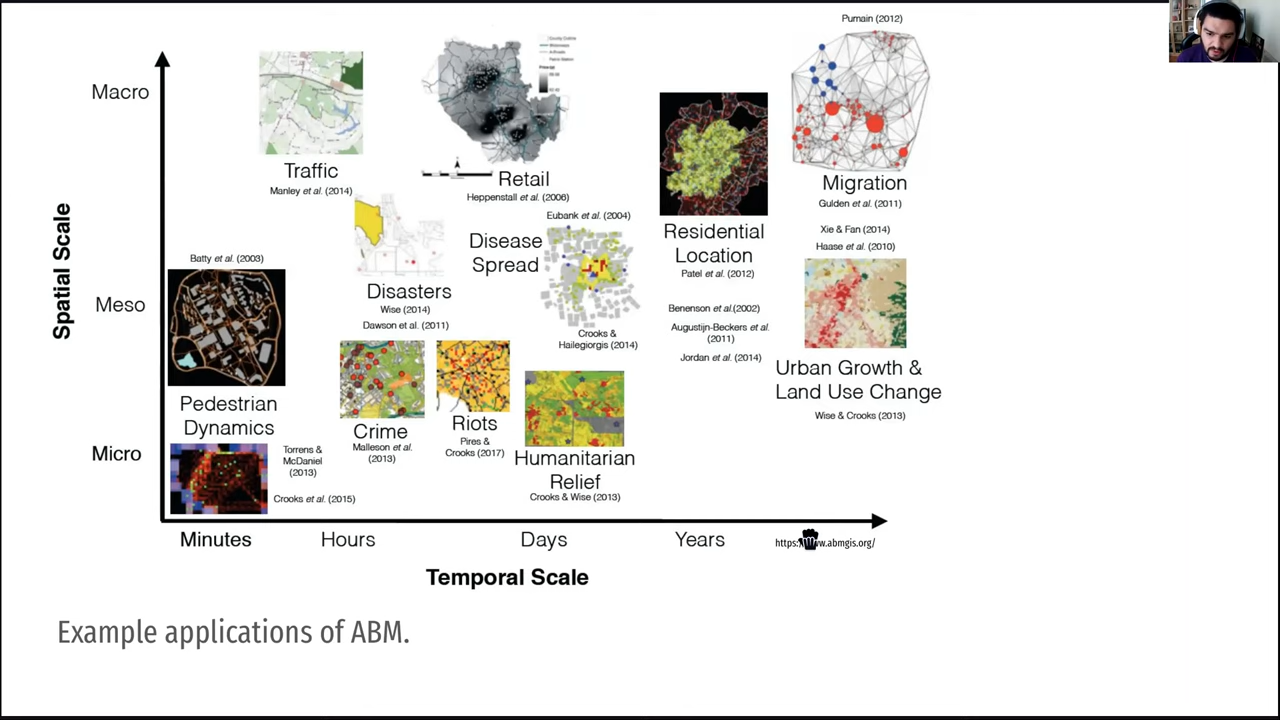 Pumain (2012)
Macro
Traffic
Manley et al. (2014)
Retail
Heppenstall et al. (2006)
Migration
Gulden et al. (2011)
Eubank et al. (2004)
Disease
Spread
Residential
Location
Patel et al. (2012)
Xie & Fan (2014)
Haase et al. (2010)
Batty et al. (2003)
Spatial Scale
Meso
Disasters
Wise (2014)
Dawson et al. (2011)
Crooks &
Hailegiorgis (2014)
Benenson et al.(2002)
Augustijn-Beckers et al.
(2011)
Jordan et al. (2014)
Urban Growth &
Land Use Change
Wise & Crooks (2013)
Pedestrian
Dynamics
Crime
Malleson et al.
(2013)
Riots
Pires &
Crooks (2017)
Micro
Torrens &
McDaniel
(2013)
Crooks et al. (2015)
Humanitarian
Relief
Crooks & Wise (2013)
Minutes
Hours
Days
Years
Temporal Scale
Example applications of ABM.